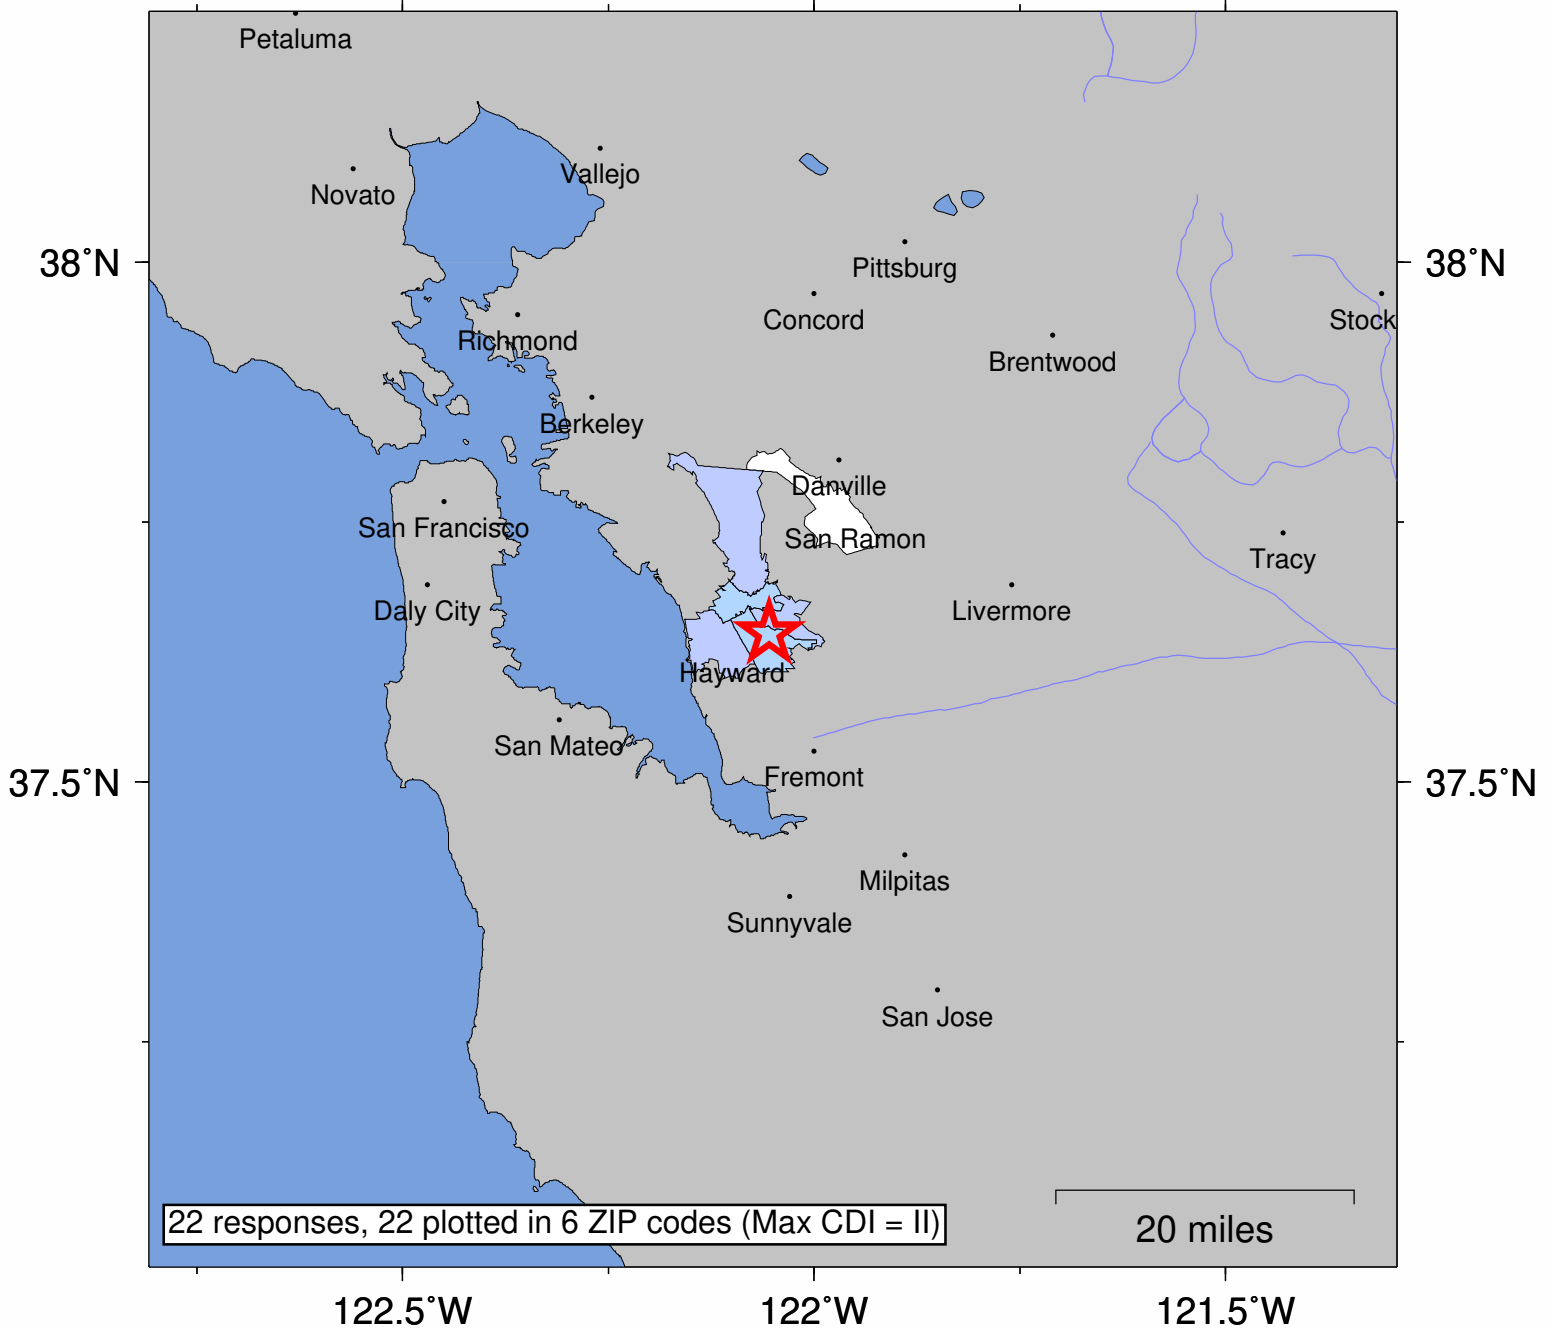 Petaluma
Vallejo
Novato
38°N
38°N
Pittsburg
Concord
Stock
Richmond
Brentwood
Berkeley
Danville
San Francisco
San Ramon
Tracy
Daly City
Livermore
Hayward
San Mateo
37.5°N
Fremont
37.5°N
Milpitas
Sunnyvale
San Jose
22 responses, 22 plotted in 6 ZIP codes (Max CDI = II)
20 miles
122.5°W
122°W
121.5°W